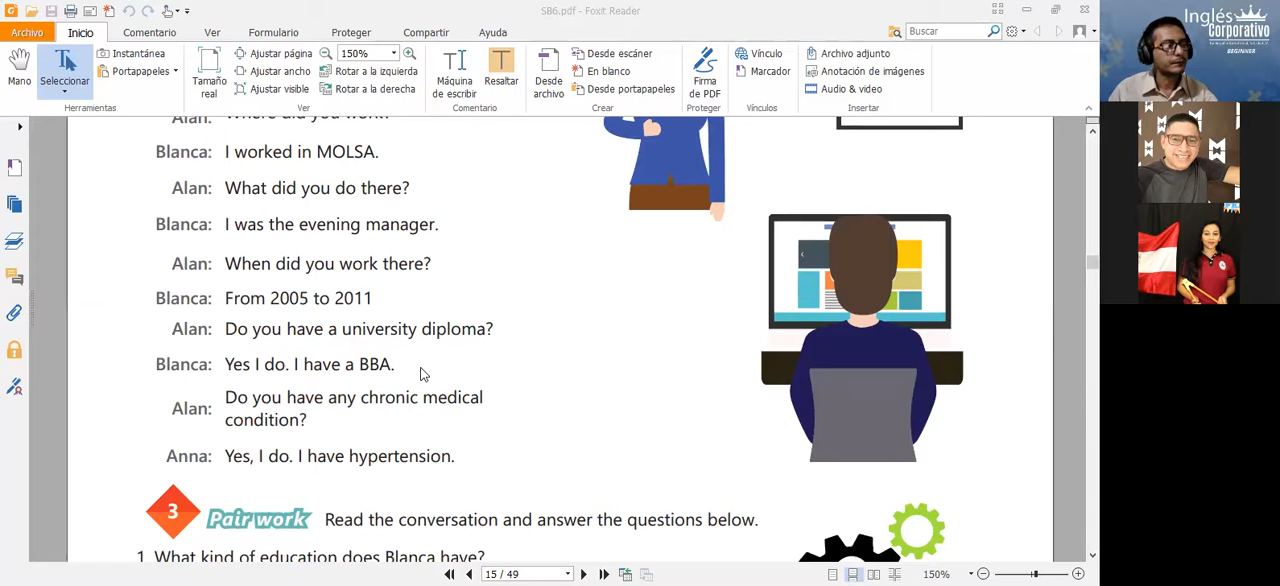 SB6.pdf - Foxit Reader
Archivo Inicio Comentario Ver Formulario Proteger Compartir Ayuda Buscar
Mano Seleccionar Instantánea Portapapeles Herramientas
Tamaño real Ajustar página Ajustar ancho Ajustar visible 150% Rotar a la izquierda Rotar a la derecha Ver
Máquina de escribir Resaltar Comentario
Desde archivo Desde escáner En blanco Desde portapapeles Crear
Firma de PDF Proteger
Vínculo Marcador Vínculos
Archivo adjunto Anotación de imágenes Audio & video Insertar
Alan: Where did you work?
Blanca: I worked in MOLSA.
Alan: What did you do there?
Blanca: I was the evening manager.
Alan: When did you work there?
Blanca: From 2005 to 2011
Alan: Do you have a university diploma?
Blanca: Yes I do. I have a BBA.
Alan: Do you have any chronic medical
condition?
Anna: Yes, I do. I have hypertension.
3 Pair work Read the conversation and answer the questions below.
1. What kind of education does Blanca have?
15 / 49 150%
Inglés
Corporativo
BEGINNER